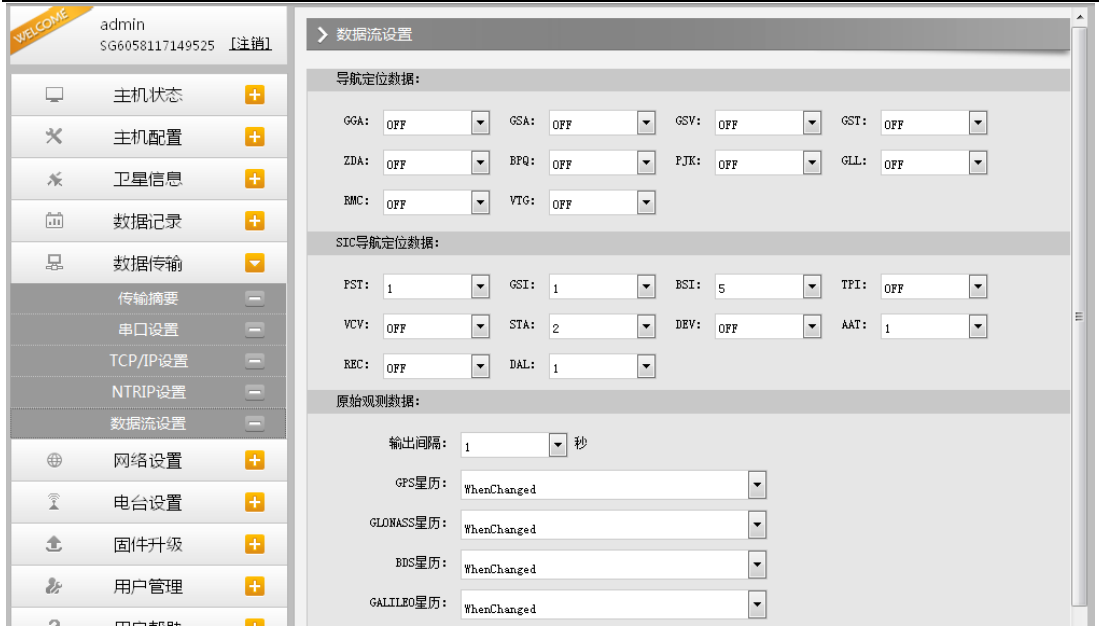 WELCOME
admin
SG6058117149525 [注销]
主机状态
主机配置
卫星信息
数据记录
数据传输
传输摘要
串口设置
TCP/IP设置
NTRIP设置
数据流设置
网络设置
电台设置
固件升级
用户管理
数据流设置
导航定位数据:
GGA: OFF GSA: OFF GSV: OFF GST: OFF
ZDA: OFF BPQ: OFF PJK: OFF GLL: OFF
RMC: OFF VTG: OFF
SIC导航定位数据:
PST: 1 GSI: 1 BSI: 5 TPI: OFF
VCV: OFF STA: 2 DEV: OFF AAT: 1
REC: OFF DAL: 1
原始观测数据:
输出间隔: 1 秒
GPS星历: WhenChanged
GLONASS星历: WhenChanged
BDS星历: WhenChanged
GALILEO星历: WhenChanged